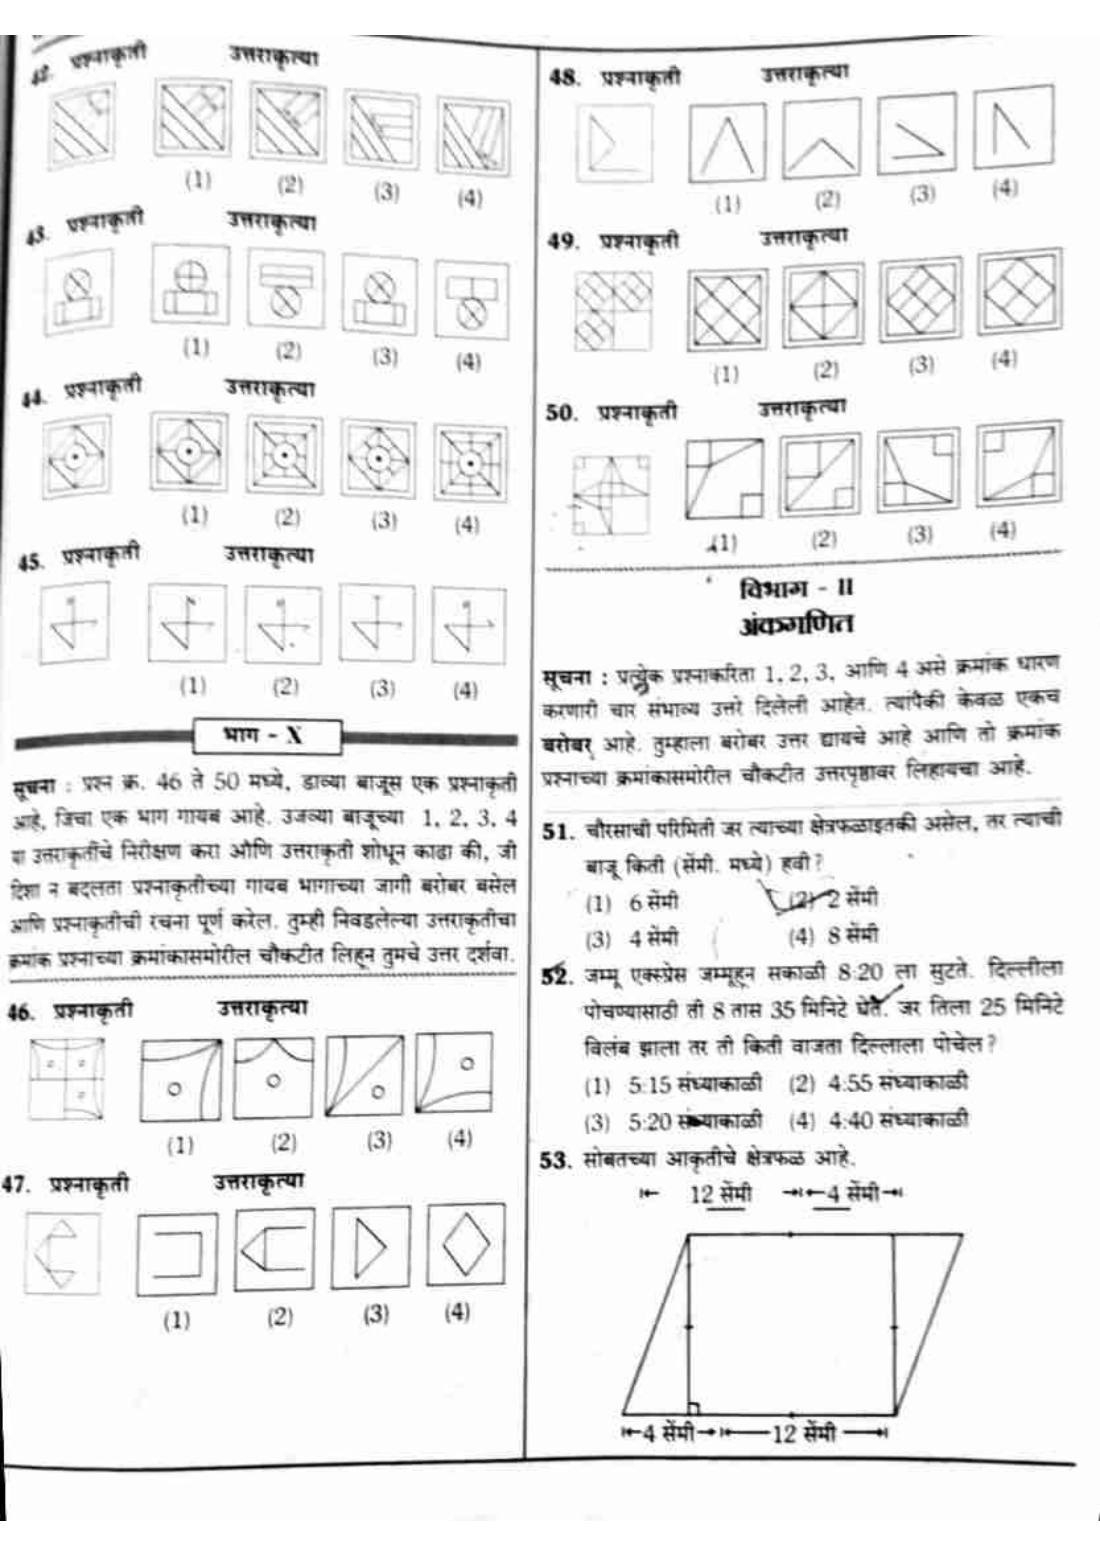 42. प्रश्नाकृती उत्तराकृत्या
(1) (2) (3) (4)
43. प्रश्नाकृती उत्तराकृत्या
(1) (2) (3) (4)
44. प्रश्नाकृती उत्तराकृत्या
(1) (2) (3) (4)
45. प्रश्नाकृती उत्तराकृत्या
(1) (2) (3) (4)
भाग - X
सूचना : प्रश्न क्र. 46 ते 50 मध्ये, डाव्या बाजूस एक प्रश्नाकृती
आहे, जिचा एक भाग गायब आहे. उजव्या बाजूच्या 1, 2, 3, 4
या उत्तराकृतींचे निरीक्षण करा औणि उत्तराकृती शोधून काढा की, जी
दिशा न बदलता प्रश्नाकृतीच्या गायब भागाच्या जागी बरोबर बसेल
आणि प्रश्नाकृतीची रचना पूर्ण करेल. तुम्ही निवडलेल्या उत्तराकृतीचा
क्रमांक प्रश्नाच्या क्रमांकासमोरील चौकटीत लिहून तुमचे उत्तर दर्शवा.
46. प्रश्नाकृती उत्तराकृत्या
(1) (2) (3) (4)
47. प्रश्नाकृती उत्तराकृत्या
(1) (2) (3) (4)
48. प्रश्नाकृती उत्तराकृत्या
(1) (2) (3) (4)
49. प्रश्नाकृती उत्तराकृत्या
(1) (2) (3) (4)
50. प्रश्नाकृती उत्तराकृत्या
(1) (2) (3) (4)
विभाग - II
अंकगणित
सूचना : प्रत्येक प्रश्नाकरिता 1, 2, 3, आणि 4 असे क्रमांक धारण
करणारी चार संभाव्य उत्तरे दिलेली आहेत. त्यांपैकी केवळ एकच
बरोबर आहे. तुम्हाला बरोबर उत्तर द्यायचे आहे आणि तो क्रमांक
प्रश्नाच्या क्रमांकासमोरील चौकटीत उत्तरपृष्ठावर लिहायचा आहे.
51. चौरसाची परिमिती जर त्याच्या क्षेत्रफळाइतकी असेल, तर त्याची
बाजू किती (सेंमी. मध्ये) हवी?
(1) 6 सेंमी (2) 2 सेंमी
(3) 4 सेंमी (4) 8 सेंमी
52. जम्मू एक्स्प्रेस जम्मूहून सकाळी 8:20 ला सुटते. दिल्लीला
पोचण्यासाठी ती 8 तास 35 मिनिटे घेते. जर तिला 25 मिनिटे
विलंब झाला तर ती किती वाजता दिल्लाला पोचेल?
(1) 5:15 संध्याकाळी (2) 4:55 संध्याकाळी
(3) 5:20 संध्याकाळी (4) 4:40 संध्याकाळी
53. सोबतच्या आकृतीचे क्षेत्रफळ आहे.
12 सेंमी 4 सेंमी
4 सेंमी 12 सेंमी